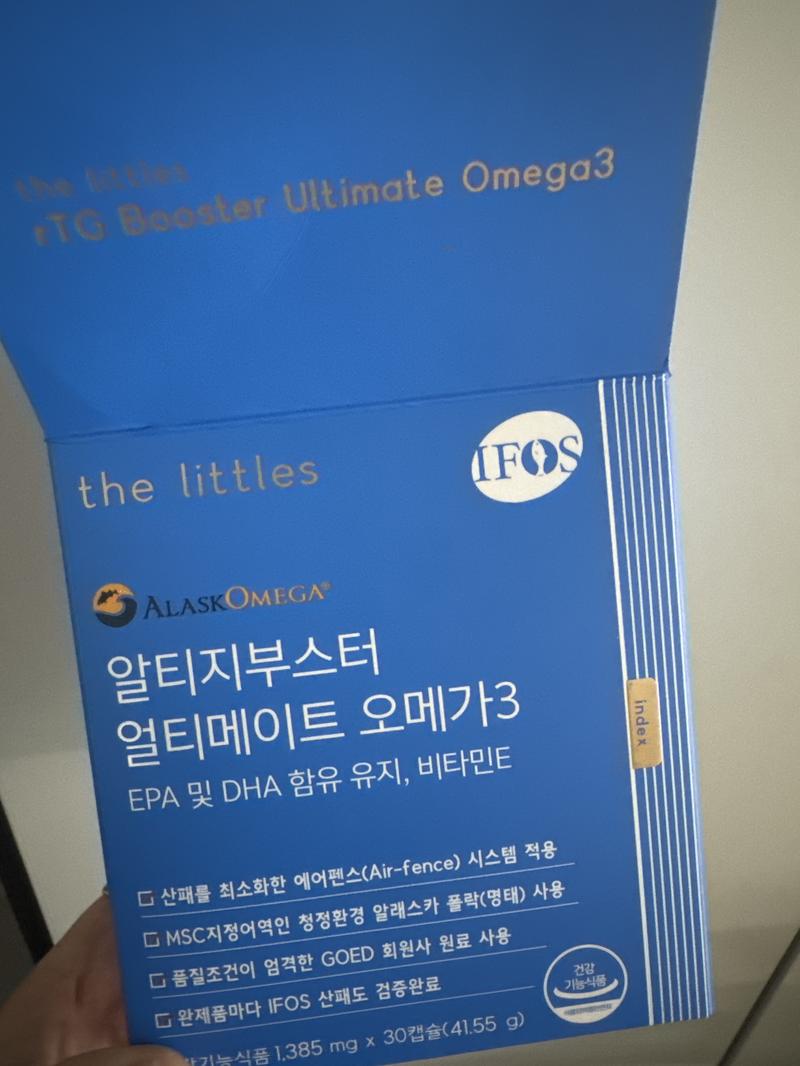 the littles
rTG Booster Ultimate Omega3
the littles
IFOS
ALASKOMEGA®
알티지부스터
얼티메이트 오메가3
EPA 및 DHA 함유 유지, 비타민E
index
산패를 최소화한 에어펜스(Air-fence) 시스템 적용
MSC지정어역인 청정환경 알래스카 폴락(명태) 사용
품질조건이 엄격한 GOED 회원사 원료 사용
완제품마다 IFOS 산패도 검증완료
건강
기능식품
강기능식품 1,385 mg x 30캡슐(41.55 g)